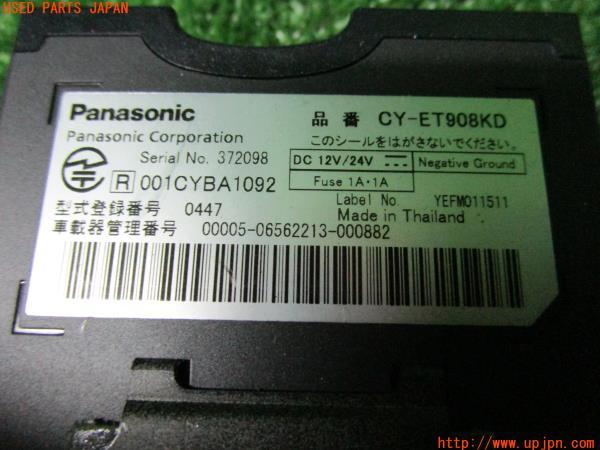 USED PARTS JAPAN
Panasonic 品番 CY-ET908KD
Panasonic Corporation このシールをはがさないでください。
Serial No. 372098 DC 12V/24V Negative Ground
R 001CYBA1092 Fuse 1A・1A
Label No. YEFM011511
型式登録番号 0447 Made in Thailand
車載器管理番号 00005-06562213-000882
http://www.upjpn.com/